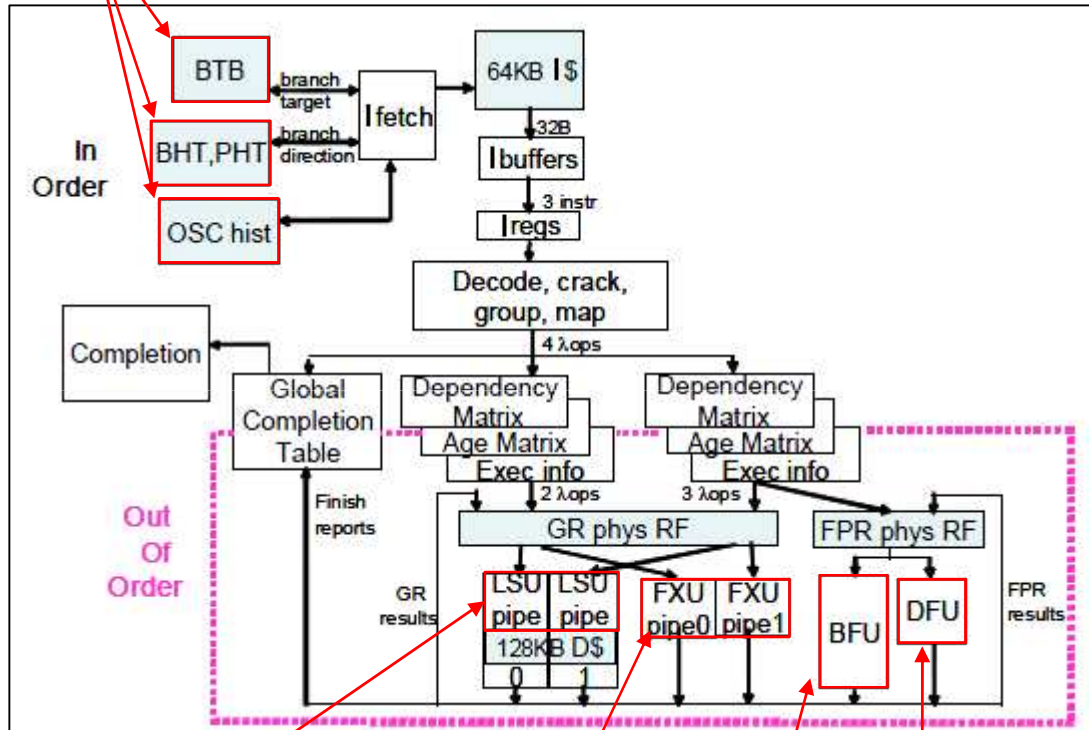 BTB
branch
target
64KB I$
I fetch
In
Order
BHT,PHT
branch
direction
32B
I buffers
3 instr
OSC hist
I regs
Decode, crack,
group, map
Completion
4 λops
Global
Completion
Table
Dependency
Matrix
Age Matrix
Exec info
Dependency
Matrix
Age Matrix
Exec info
Out
Of
Order
Finish
reports
2 λops
3 λops
GR phys RF
FPR phys RF
GR
results
LSU
pipe
LSU
pipe
FXU
pipe0
FXU
pipe1
BFU
DFU
FPR
results
128KB D$
0 1